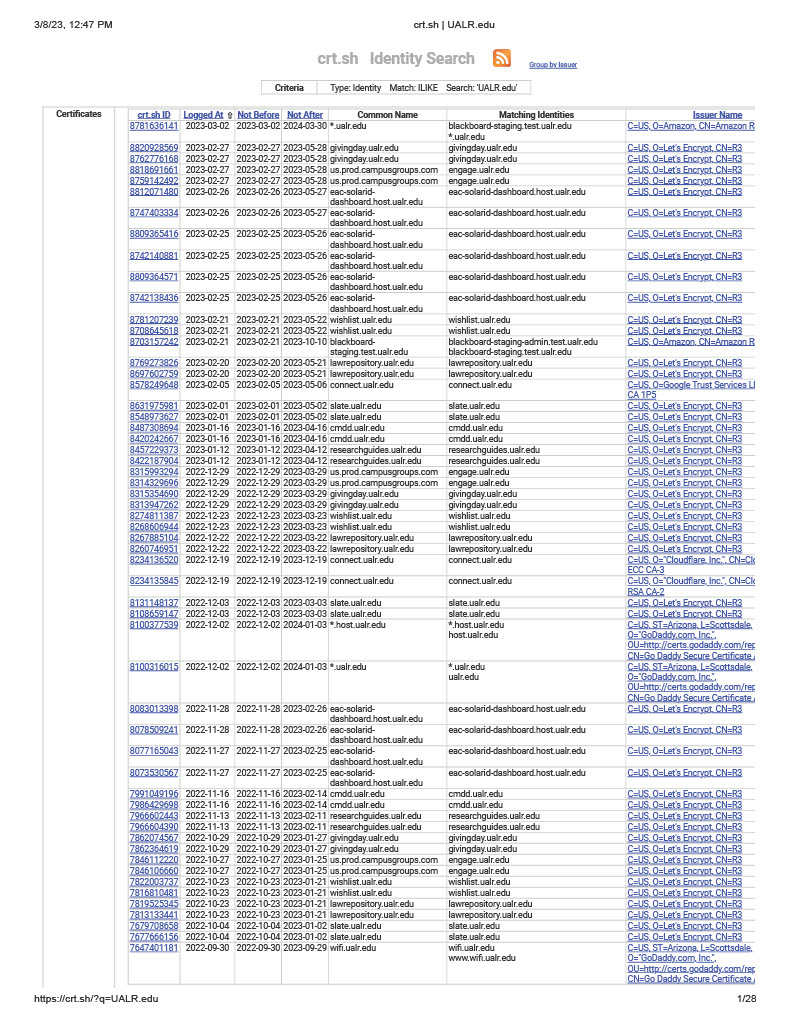 3/8/23, 12:47 PM crt.sh | UALR.edu
crt.sh Identity Search Group by Issuer
Criteria Type: Identity Match: ILIKE Search: 'UALR.edu'
Certificates crt.sh ID Logged At ⇧ Not Before Not After Common Name Matching Identities Issuer Name
8781636141 2023-03-02 2023-03-02 2024-03-30 *.ualr.edu blackboard-staging.test.ualr.edu C=US, O=Amazon, CN=Amazon R
*.ualr.edu
8820928569 2023-02-27 2023-02-27 2023-05-28 givingday.ualr.edu givingday.ualr.edu C=US, O=Let's Encrypt, CN=R3
8762776168 2023-02-27 2023-02-27 2023-05-28 givingday.ualr.edu givingday.ualr.edu C=US, O=Let's Encrypt, CN=R3
8818691661 2023-02-27 2023-02-27 2023-05-28 us.prod.campusgroups.com engage.ualr.edu C=US, O=Let's Encrypt, CN=R3
8759142492 2023-02-27 2023-02-27 2023-05-28 us.prod.campusgroups.com engage.ualr.edu C=US, O=Let's Encrypt, CN=R3
8812071480 2023-02-26 2023-02-26 2023-05-27 eac-solarid- eac-solarid-dashboard.host.ualr.edu C=US, O=Let's Encrypt, CN=R3
dashboard.host.ualr.edu
8747403334 2023-02-26 2023-02-26 2023-05-27 eac-solarid- eac-solarid-dashboard.host.ualr.edu C=US, O=Let's Encrypt, CN=R3
dashboard.host.ualr.edu
8809365416 2023-02-25 2023-02-25 2023-05-26 eac-solarid- eac-solarid-dashboard.host.ualr.edu C=US, O=Let's Encrypt, CN=R3
dashboard.host.ualr.edu
8742140881 2023-02-25 2023-02-25 2023-05-26 eac-solarid- eac-solarid-dashboard.host.ualr.edu C=US, O=Let's Encrypt, CN=R3
dashboard.host.ualr.edu
8809364571 2023-02-25 2023-02-25 2023-05-26 eac-solarid- eac-solarid-dashboard.host.ualr.edu C=US, O=Let's Encrypt, CN=R3
dashboard.host.ualr.edu
8742138436 2023-02-25 2023-02-25 2023-05-26 eac-solarid- eac-solarid-dashboard.host.ualr.edu C=US, O=Let's Encrypt, CN=R3
dashboard.host.ualr.edu
8781207239 2023-02-21 2023-02-21 2023-05-22 wishlist.ualr.edu wishlist.ualr.edu C=US, O=Let's Encrypt, CN=R3
8708645618 2023-02-21 2023-02-21 2023-05-22 wishlist.ualr.edu wishlist.ualr.edu C=US, O=Let's Encrypt, CN=R3
8703157242 2023-02-21 2023-02-21 2023-10-10 blackboard- blackboard-staging-admin.test.ualr.edu C=US, O=Amazon, CN=Amazon R
staging.test.ualr.edu blackboard-staging.test.ualr.edu
8769273826 2023-02-20 2023-02-20 2023-05-21 lawrepository.ualr.edu lawrepository.ualr.edu C=US, O=Let's Encrypt, CN=R3
8697602759 2023-02-20 2023-02-20 2023-05-21 lawrepository.ualr.edu lawrepository.ualr.edu C=US, O=Let's Encrypt, CN=R3
8578249648 2023-02-05 2023-02-05 2023-05-06 connect.ualr.edu connect.ualr.edu C=US, O=Google Trust Services Ll
CA 1P5
8631975981 2023-02-01 2023-02-01 2023-05-02 slate.ualr.edu slate.ualr.edu C=US, O=Let's Encrypt, CN=R3
8548973627 2023-02-01 2023-02-01 2023-05-02 slate.ualr.edu slate.ualr.edu C=US, O=Let's Encrypt, CN=R3
8487308694 2023-01-16 2023-01-16 2023-04-16 cmdd.ualr.edu cmdd.ualr.edu C=US, O=Let's Encrypt, CN=R3
8420242667 2023-01-16 2023-01-16 2023-04-16 cmdd.ualr.edu cmdd.ualr.edu C=US, O=Let's Encrypt, CN=R3
8457229373 2023-01-12 2023-01-12 2023-04-12 researchguides.ualr.edu researchguides.ualr.edu C=US, O=Let's Encrypt, CN=R3
8422187904 2023-01-12 2023-01-12 2023-04-12 researchguides.ualr.edu researchguides.ualr.edu C=US, O=Let's Encrypt, CN=R3
8315993294 2022-12-29 2022-12-29 2023-03-29 us.prod.campusgroups.com engage.ualr.edu C=US, O=Let's Encrypt, CN=R3
8314329696 2022-12-29 2022-12-29 2023-03-29 us.prod.campusgroups.com engage.ualr.edu C=US, O=Let's Encrypt, CN=R3
8315354690 2022-12-29 2022-12-29 2023-03-29 givingday.ualr.edu givingday.ualr.edu C=US, O=Let's Encrypt, CN=R3
8313947262 2022-12-29 2022-12-29 2023-03-29 givingday.ualr.edu givingday.ualr.edu C=US, O=Let's Encrypt, CN=R3
8274811387 2022-12-23 2022-12-23 2023-03-23 wishlist.ualr.edu wishlist.ualr.edu C=US, O=Let's Encrypt, CN=R3
8268606944 2022-12-23 2022-12-23 2023-03-23 wishlist.ualr.edu wishlist.ualr.edu C=US, O=Let's Encrypt, CN=R3
8267885104 2022-12-22 2022-12-22 2023-03-22 lawrepository.ualr.edu lawrepository.ualr.edu C=US, O=Let's Encrypt, CN=R3
8260746951 2022-12-22 2022-12-22 2023-03-22 lawrepository.ualr.edu lawrepository.ualr.edu C=US, O=Let's Encrypt, CN=R3
8234136520 2022-12-19 2022-12-19 2023-12-19 connect.ualr.edu connect.ualr.edu C=US, O="Cloudflare, Inc.", CN=Clo
ECC CA-3
8234135845 2022-12-19 2022-12-19 2023-12-19 connect.ualr.edu connect.ualr.edu C=US, O="Cloudflare, Inc.", CN=Clo
RSA CA-2
8131148137 2022-12-03 2022-12-03 2023-03-03 slate.ualr.edu slate.ualr.edu C=US, O=Let's Encrypt, CN=R3
8108659147 2022-12-03 2022-12-03 2023-03-03 slate.ualr.edu slate.ualr.edu C=US, O=Let's Encrypt, CN=R3
8100377539 2022-12-02 2022-12-02 2024-01-03 *.host.ualr.edu *.host.ualr.edu C=US, ST=Arizona, L=Scottsdale,
host.ualr.edu O="GoDaddy.com, Inc.",
OU=http://certs.godaddy.com/rep
CN=Go Daddy Secure Certificate A
8100316015 2022-12-02 2022-12-02 2024-01-03 *.ualr.edu *.ualr.edu C=US, ST=Arizona, L=Scottsdale,
ualr.edu O="GoDaddy.com, Inc.",
OU=http://certs.godaddy.com/rep
CN=Go Daddy Secure Certificate A
8083013398 2022-11-28 2022-11-28 2023-02-26 eac-solarid- eac-solarid-dashboard.host.ualr.edu C=US, O=Let's Encrypt, CN=R3
dashboard.host.ualr.edu
8078509241 2022-11-28 2022-11-28 2023-02-26 eac-solarid- eac-solarid-dashboard.host.ualr.edu C=US, O=Let's Encrypt, CN=R3
dashboard.host.ualr.edu
8077165043 2022-11-27 2022-11-27 2023-02-25 eac-solarid- eac-solarid-dashboard.host.ualr.edu C=US, O=Let's Encrypt, CN=R3
dashboard.host.ualr.edu
8073530567 2022-11-27 2022-11-27 2023-02-25 eac-solarid- eac-solarid-dashboard.host.ualr.edu C=US, O=Let's Encrypt, CN=R3
dashboard.host.ualr.edu
7991049196 2022-11-16 2022-11-16 2023-02-14 cmdd.ualr.edu cmdd.ualr.edu C=US, O=Let's Encrypt, CN=R3
7986429698 2022-11-16 2022-11-16 2023-02-14 cmdd.ualr.edu cmdd.ualr.edu C=US, O=Let's Encrypt, CN=R3
7966602443 2022-11-13 2022-11-13 2023-02-11 researchguides.ualr.edu researchguides.ualr.edu C=US, O=Let's Encrypt, CN=R3
7966604390 2022-11-13 2022-11-13 2023-02-11 researchguides.ualr.edu researchguides.ualr.edu C=US, O=Let's Encrypt, CN=R3
7862074567 2022-10-29 2022-10-29 2023-01-27 givingday.ualr.edu givingday.ualr.edu C=US, O=Let's Encrypt, CN=R3
7862364619 2022-10-29 2022-10-29 2023-01-27 givingday.ualr.edu givingday.ualr.edu C=US, O=Let's Encrypt, CN=R3
7846112220 2022-10-27 2022-10-27 2023-01-25 us.prod.campusgroups.com engage.ualr.edu C=US, O=Let's Encrypt, CN=R3
7846106660 2022-10-27 2022-10-27 2023-01-25 us.prod.campusgroups.com engage.ualr.edu C=US, O=Let's Encrypt, CN=R3
7822003737 2022-10-23 2022-10-23 2023-01-21 wishlist.ualr.edu wishlist.ualr.edu C=US, O=Let's Encrypt, CN=R3
7816810481 2022-10-23 2022-10-23 2023-01-21 wishlist.ualr.edu wishlist.ualr.edu C=US, O=Let's Encrypt, CN=R3
7819525345 2022-10-23 2022-10-23 2023-01-21 lawrepository.ualr.edu lawrepository.ualr.edu C=US, O=Let's Encrypt, CN=R3
7813133441 2022-10-23 2022-10-23 2023-01-21 lawrepository.ualr.edu lawrepository.ualr.edu C=US, O=Let's Encrypt, CN=R3
7679708658 2022-10-04 2022-10-04 2023-01-02 slate.ualr.edu slate.ualr.edu C=US, O=Let's Encrypt, CN=R3
7677666156 2022-10-04 2022-10-04 2023-01-02 slate.ualr.edu slate.ualr.edu C=US, O=Let's Encrypt, CN=R3
7647401181 2022-09-30 2022-09-30 2023-09-29 wifi.ualr.edu wifi.ualr.edu C=US, ST=Arizona, L=Scottsdale,
www.wifi.ualr.edu O="GoDaddy.com, Inc.",
OU=http://certs.godaddy.com/rep
CN=Go Daddy Secure Certificate A
https://crt.sh/?q=UALR.edu 1/28